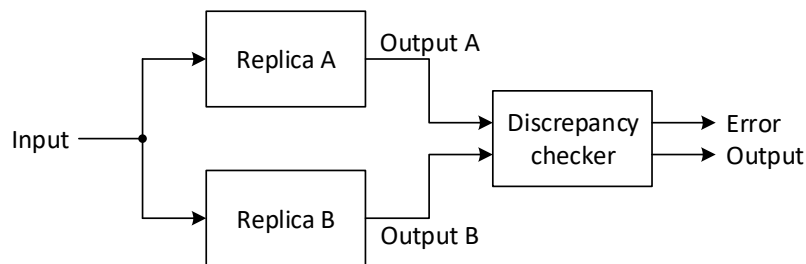 Output A
Replica A
Input
Discrepancy
checker
Error
Output
Replica B
Output B